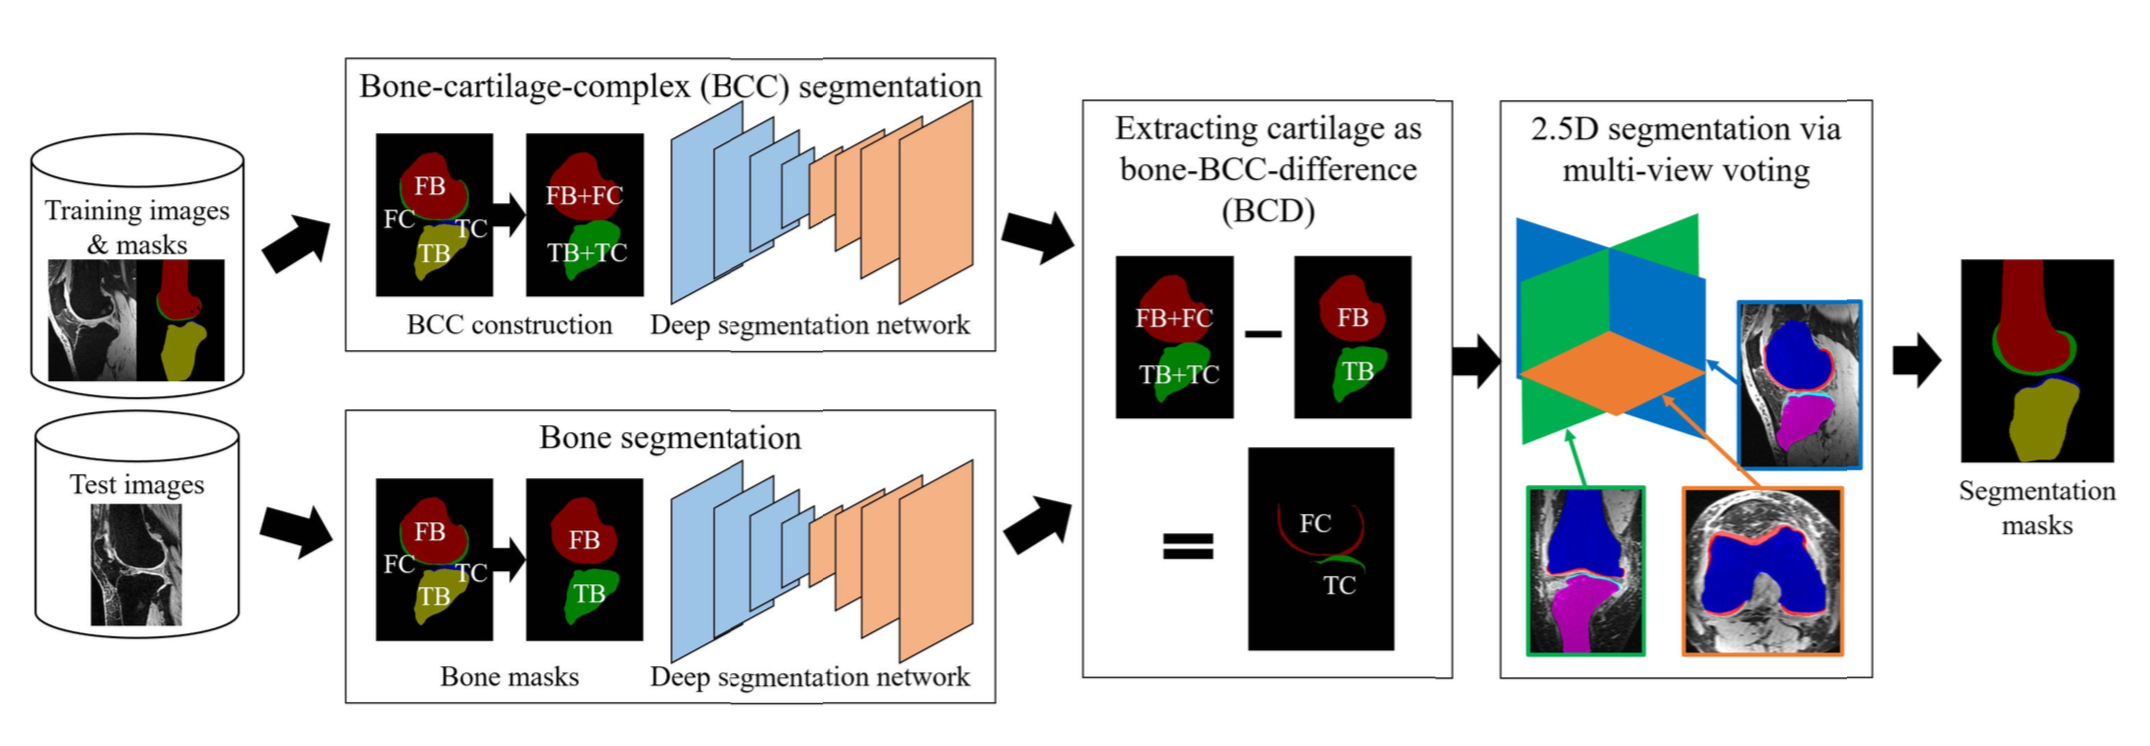 Training images
& masks
Test images
Bone-cartilage-complex (BCC) segmentation
FB
FC
TC
TB
FB+FC
TB+TC
BCC construction
Deep segmentation network
Bone segmentation
FB
FC
TC
TB
FB
TB
Bone masks
Deep segmentation network
Extracting cartilage as
bone-BCC-difference
(BCD)
FB+FC
TB+TC
−
FB
TB
=
FC
TC
2.5D segmentation via
multi-view voting
Segmentation
masks